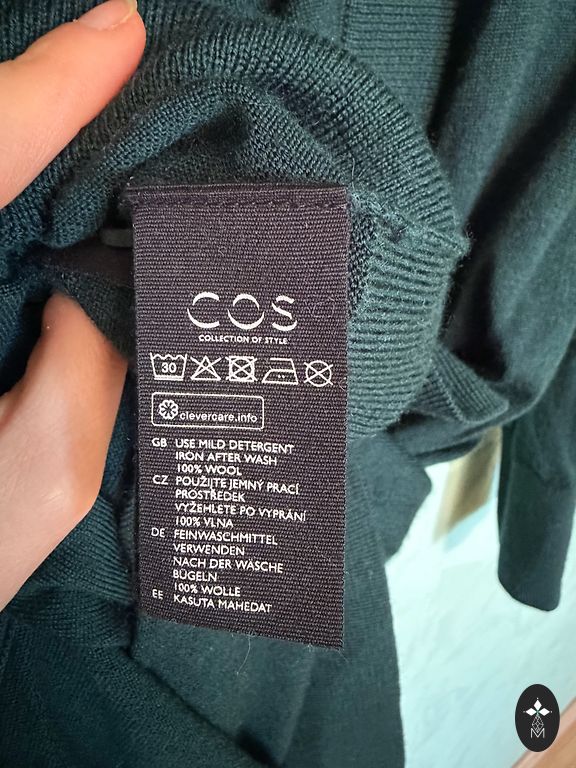 COS
COLLECTION OF STYLE
30
clevercare.info
GB USE MILD DETERGENT
IRON AFTER WASH
100% WOOL
CZ POUŽIJTE JEMNÝ PRACÍ
PROSTŘEDEK
VYŽEHLETE PO VYPRÁNÍ
100% VLNA
DE FEINWASCHMITTEL
VERWENDEN
NACH DER WÄSCHE
BÜGELN
100% WOLLE
EE KASUTA MAHEDAT
M